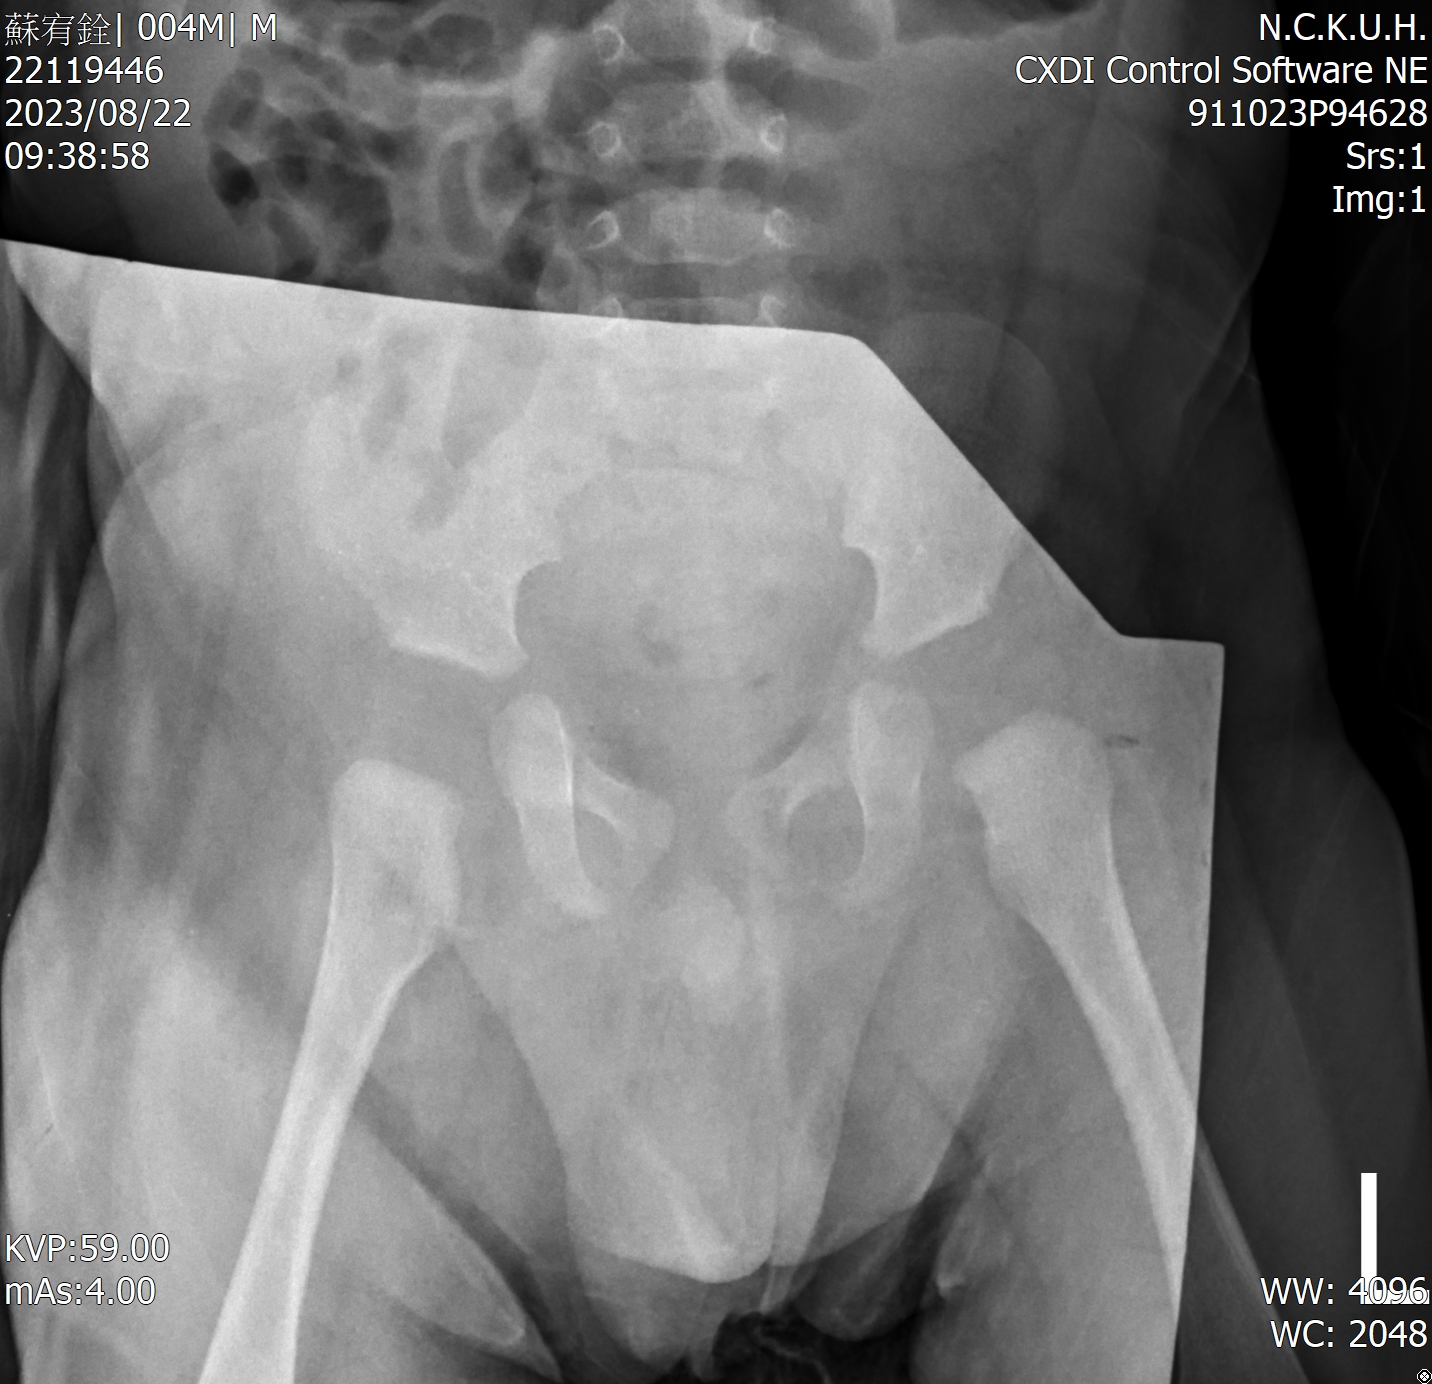 蘇宥銓| 004M| M
22119446
2023/08/22
09:38:58
N.C.K.U.H.
CXDI Control Software NE
911023P94628
Srs:1
Img:1
KVP:59.00
mAs:4.00
L
WW: 4096
WC: 2048